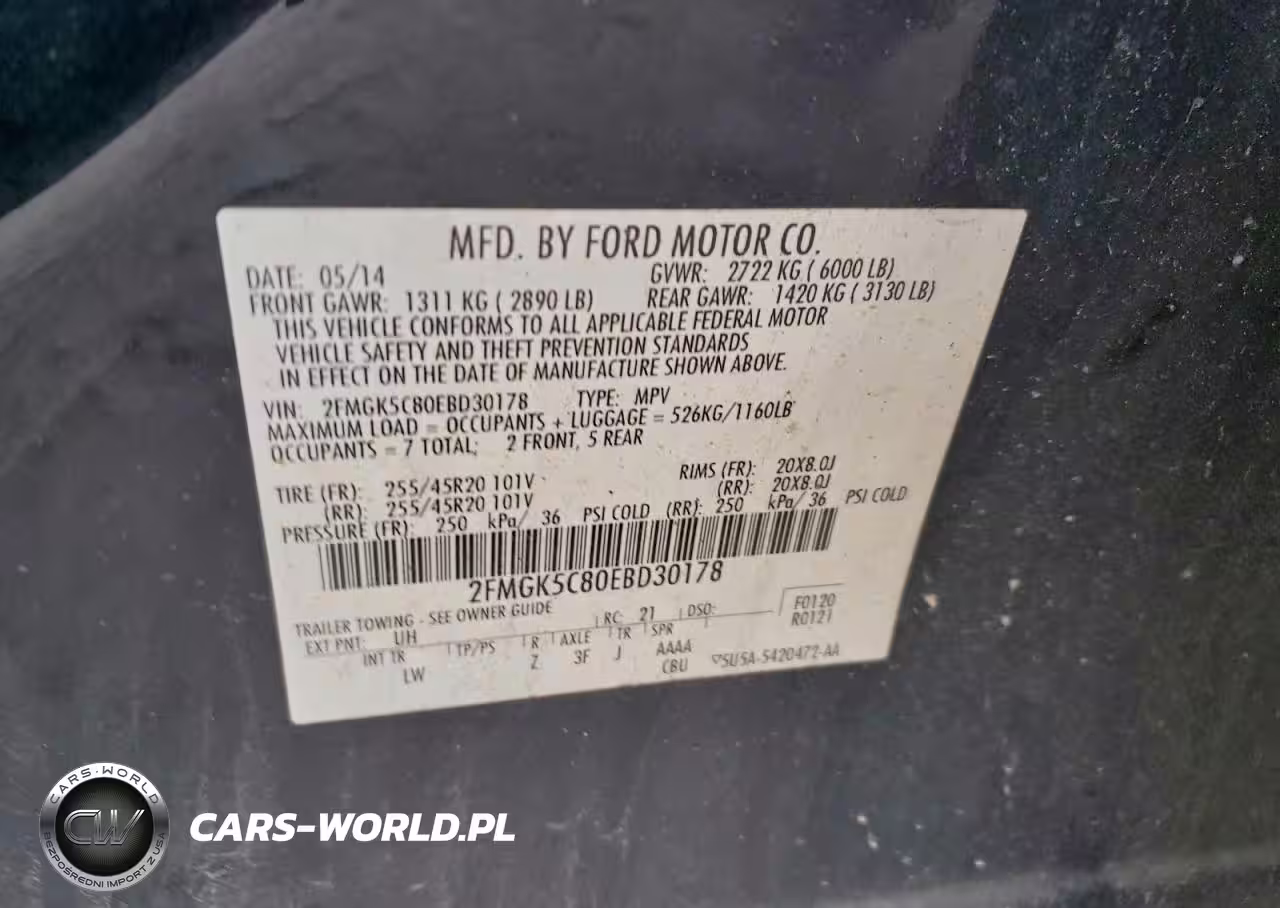 MFD. BY FORD MOTOR CO.
DATE: 05/14 GVWR: 2722 KG ( 6000 LB)
FRONT GAWR: 1311 KG ( 2890 LB) REAR GAWR: 1420 KG ( 3130 LB)
THIS VEHICLE CONFORMS TO ALL APPLICABLE FEDERAL MOTOR
VEHICLE SAFETY AND THEFT PREVENTION STANDARDS
IN EFFECT ON THE DATE OF MANUFACTURE SHOWN ABOVE.
VIN: 2FMGK5C80EBD30178 TYPE: MPV
MAXIMUM LOAD = OCCUPANTS + LUGGAGE = 526KG/1160LB
OCCUPANTS = 7 TOTAL; 2 FRONT, 5 REAR
TIRE (FR): 255/45R20 101V RIMS (FR): 20X8.0J
(RR): 255/45R20 101V (RR): 20X8.0J
PRESSURE (FR): 250 kPa/ 36 PSI COLD (RR): 250 kPa/ 36 PSI COLD
2FMGK5C80EBD30178
TRAILER TOWING - SEE OWNER GUIDE
EXT PNT: UH RC: 21 DSO: F0120
R0121
INT TR TP/PS R AXLE TR SPR
LW Z 3F J AAAA
CBU 5U5A-5420472-AA
CARS-WORLD
CW
BEZPOŚREDNI IMPORT Z USA
CARS-WORLD.PL